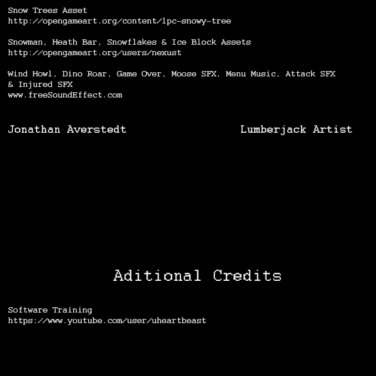 Snow Trees Asset
http://opengameart.org/content/lpc-snowy-tree
Snowman, Heath Bar, Snowflakes & Ice Block Assets
http://opengameart.org/users/nexust
Wind Howl, Dino Roar, Game Over, Moose SFX, Menu Music, Attack SFX
& Injured SFX
www.freeSoundEffect.com
Jonathan Averstedt Lumberjack Artist
Aditional Credits
Software Training
https://www.youtube.com/user/uheartbeast